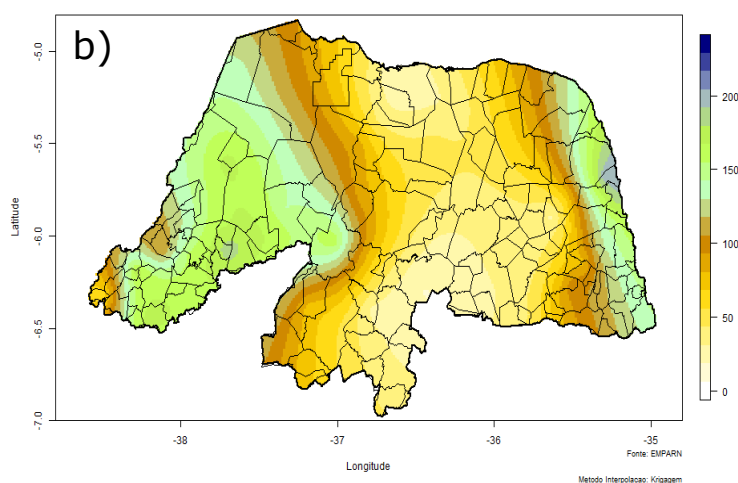 b)
-5.0
-5.5
-6.0
-6.5
-7.0
Latitude
-38
-37
-36
-35
Longitude
200
150
100
50
0
Fonte: EMPARN
Metodo Interpolacao: Krigagem